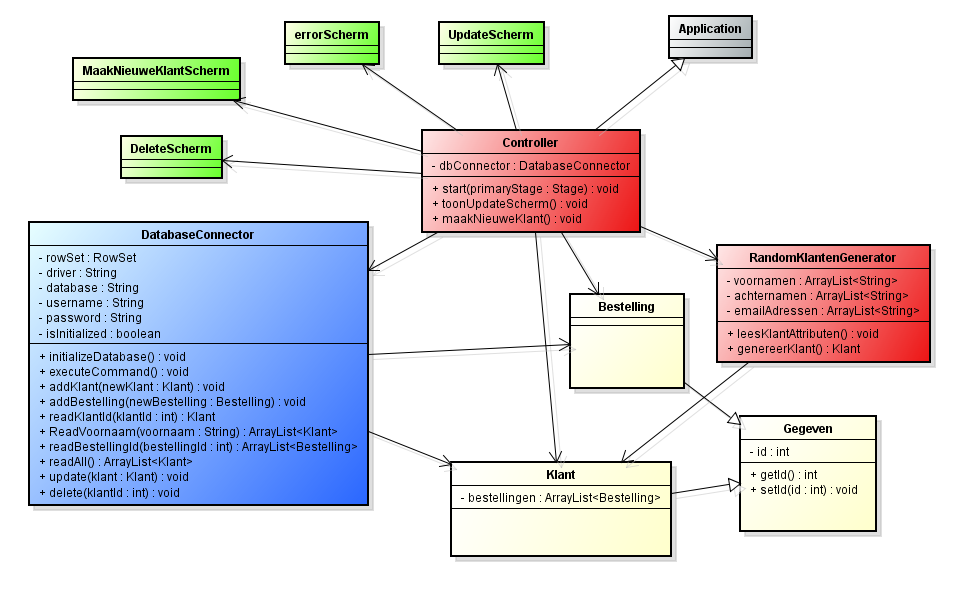 errorScherm
UpdateScherm
Application
MaakNieuweKlantScherm
DeleteScherm
Controller
- dbConnector : DatabaseConnector
+ start(primaryStage : Stage) : void
+ toonUpdateScherm() : void
+ maakNieuweKlant() : void
DatabaseConnector
- rowSet : RowSet
- driver : String
- database : String
- username : String
- password : String
- isInitialized : boolean
+ initializeDatabase() : void
+ executeCommand() : void
+ addKlant(newKlant : Klant) : void
+ addBestelling(newBestelling : Bestelling) : void
+ readKlantId(klantId : int) : Klant
+ ReadVoornaam(voornaam : String) : ArrayList<Klant>
+ readBestellingId(bestellingId : int) : ArrayList<Bestelling>
+ readAll() : ArrayList<Klant>
+ update(klant : Klant) : void
+ delete(klantId : int) : void
RandomKlantenGenerator
- voornamen : ArrayList<String>
- achternamen : ArrayList<String>
- emailAdressen : ArrayList<String>
+ leesKlantAttributen() : void
+ genereerKlant() : Klant
Bestelling
Gegeven
- id : int
+ getId() : int
+ setId(id : int) : void
Klant
- bestellingen : ArrayList<Bestelling>